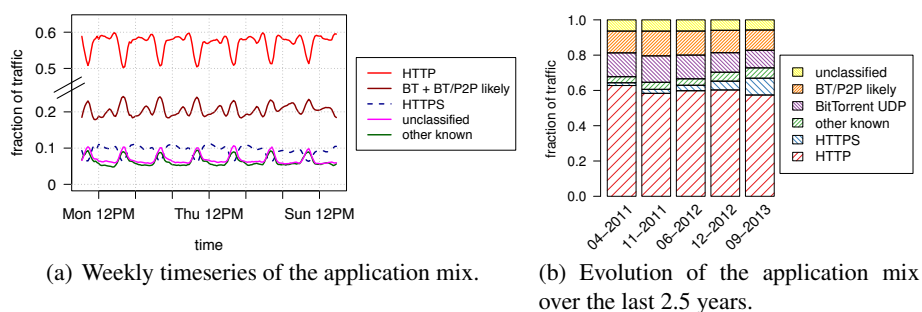 fraction of traffic
0.6
0.5
0.2
0.1
0
Mon 12PM
Thu 12PM
Sun 12PM
time
HTTP
BT + BT/P2P likely
HTTPS
unclassified
other known
(a) Weekly timeseries of the application mix.
fraction of traffic
1.0
0.8
0.6
0.4
0.2
0.0
04−2011
11−2011
06−2012
12−2012
09−2013
unclassified
BT/P2P likely
BitTorrent UDP
other known
HTTPS
HTTP
(b) Evolution of the application mix
over the last 2.5 years.